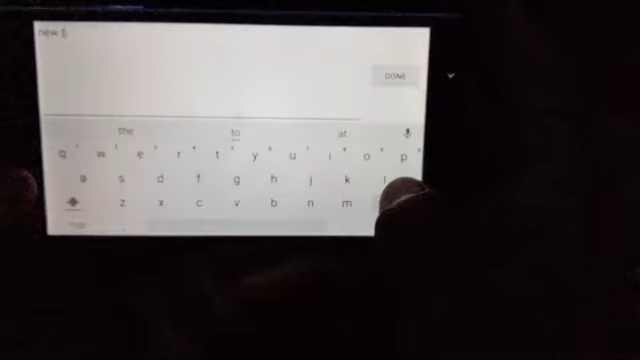 new
DONE
the to at
q w e r t y u i o p
a s d f g h j k l
z x c v b n m